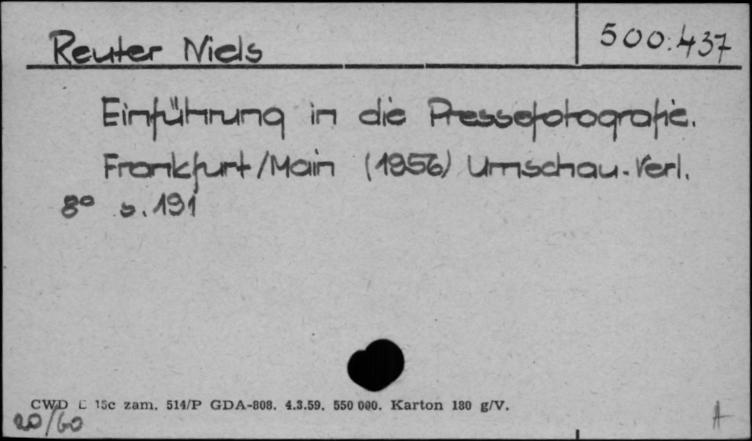 Reuter Niels 500.437
Einführung in die Pressefotografie.
Frankfurt/Main (1956) Umschau-Verl.
8° s. 191
CWD E 15c zam. 514/P GDA-808. 4.3.59. 550 000. Karton 180 g/V.
20/60 A